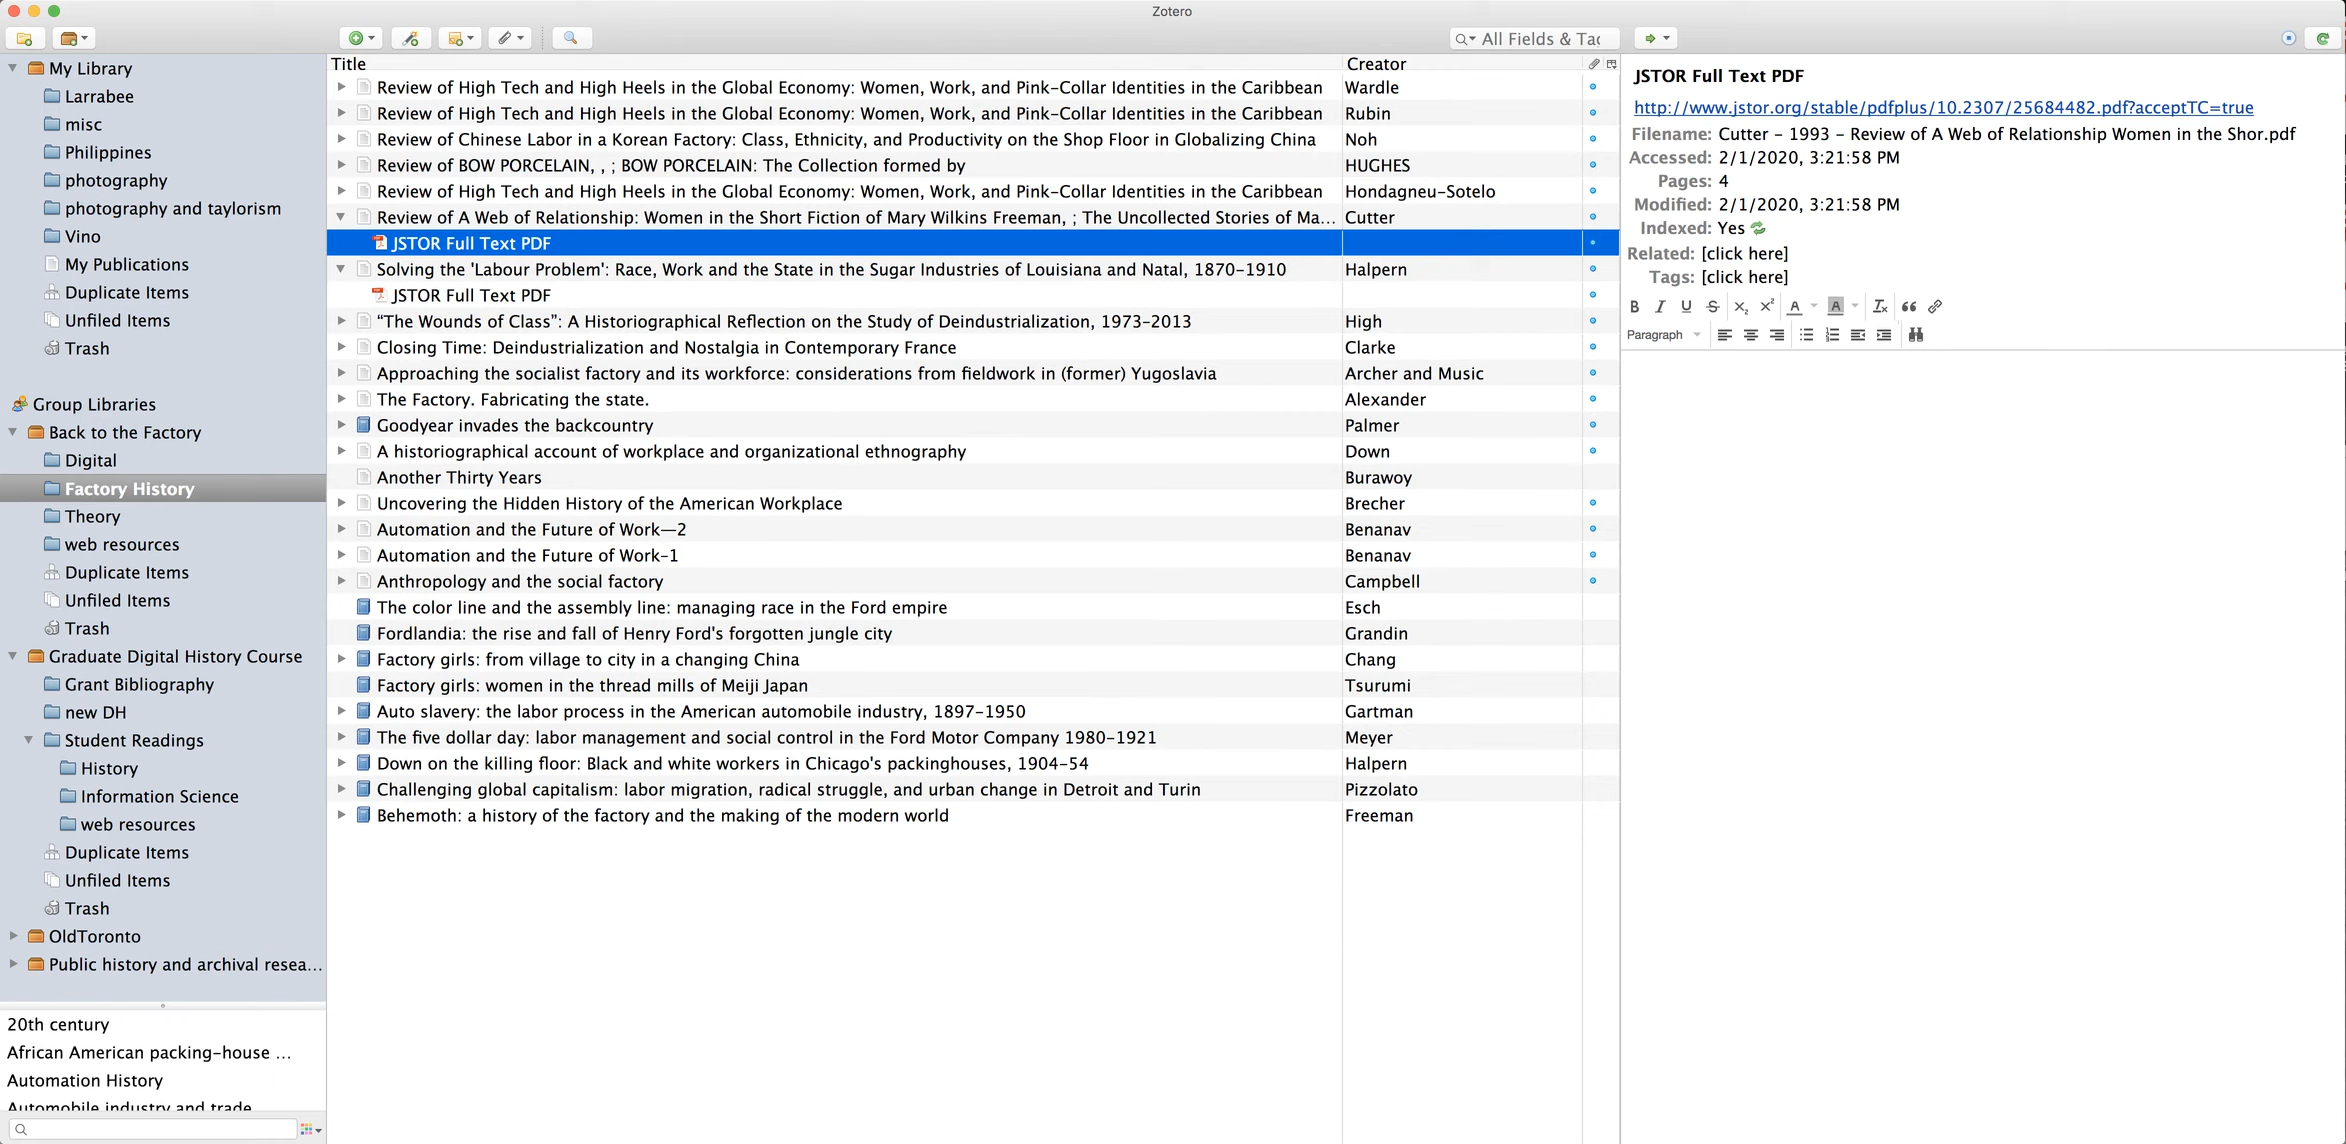 Zotero
All Fields & Tag
My Library
Larrabee
misc
Philippines
photography
photography and taylorism
Vino
My Publications
Duplicate Items
Unfiled Items
Trash
Group Libraries
Back to the Factory
Digital
Factory History
Theory
web resources
Duplicate Items
Unfiled Items
Trash
Graduate Digital History Course
Grant Bibliography
new DH
Student Readings
History
Information Science
web resources
Duplicate Items
Unfiled Items
Trash
OldToronto
Public history and archival resea...
20th century
African American packing-house ...
Automation History
Automobile industry and trade
Title Creator
Review of High Tech and High Heels in the Global Economy: Women, Work, and Pink-Collar Identities in the Caribbean Wardle
Review of High Tech and High Heels in the Global Economy: Women, Work, and Pink-Collar Identities in the Caribbean Rubin
Review of Chinese Labor in a Korean Factory: Class, Ethnicity, and Productivity on the Shop Floor in Globalizing China Noh
Review of BOW PORCELAIN, , ; BOW PORCELAIN: The Collection formed by HUGHES
Review of High Tech and High Heels in the Global Economy: Women, Work, and Pink-Collar Identities in the Caribbean Hondagneu-Sotelo
Review of A Web of Relationship: Women in the Short Fiction of Mary Wilkins Freeman, ; The Uncollected Stories of Ma... Cutter
JSTOR Full Text PDF
Solving the 'Labour Problem': Race, Work and the State in the Sugar Industries of Louisiana and Natal, 1870-1910 Halpern
JSTOR Full Text PDF
“The Wounds of Class”: A Historiographical Reflection on the Study of Deindustrialization, 1973-2013 High
Closing Time: Deindustrialization and Nostalgia in Contemporary France Clarke
Approaching the socialist factory and its workforce: considerations from fieldwork in (former) Yugoslavia Archer and Music
The Factory. Fabricating the state. Alexander
Goodyear invades the backcountry Palmer
A historiographical account of workplace and organizational ethnography Down
Another Thirty Years Burawoy
Uncovering the Hidden History of the American Workplace Brecher
Automation and the Future of Work—2 Benanav
Automation and the Future of Work-1 Benanav
Anthropology and the social factory Campbell
The color line and the assembly line: managing race in the Ford empire Esch
Fordlandia: the rise and fall of Henry Ford's forgotten jungle city Grandin
Factory girls: from village to city in a changing China Chang
Factory girls: women in the thread mills of Meiji Japan Tsurumi
Auto slavery: the labor process in the American automobile industry, 1897-1950 Gartman
The five dollar day: labor management and social control in the Ford Motor Company 1980-1921 Meyer
Down on the killing floor: Black and white workers in Chicago's packinghouses, 1904-54 Halpern
Challenging global capitalism: labor migration, radical struggle, and urban change in Detroit and Turin Pizzolato
Behemoth: a history of the factory and the making of the modern world Freeman
JSTOR Full Text PDF
http://www.jstor.org/stable/pdfplus/10.2307/25684482.pdf?acceptTC=true
Filename: Cutter - 1993 - Review of A Web of Relationship Women in the Shor.pdf
Accessed: 2/1/2020, 3:21:58 PM
Pages: 4
Modified: 2/1/2020, 3:21:58 PM
Indexed: Yes
Related: [click here]
Tags: [click here]
B I U S X₂ X² A A Tx
Paragraph